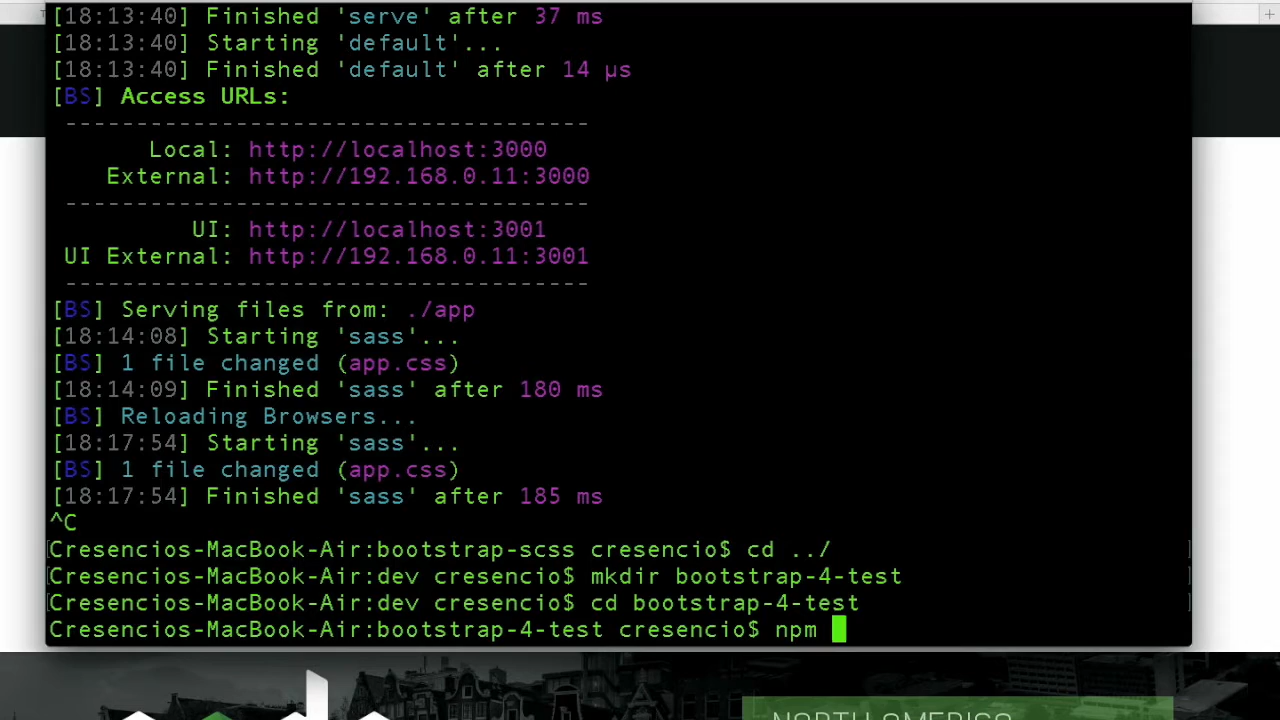 [18:13:40] Finished 'serve' after 37 ms
[18:13:40] Starting 'default'...
[18:13:40] Finished 'default' after 14 μs
[BS] Access URLs:
-------------------------------------
Local: http://localhost:3000
External: http://192.168.0.11:3000
-------------------------------------
UI: http://localhost:3001
UI External: http://192.168.0.11:3001
-------------------------------------
[BS] Serving files from: ./app
[18:14:08] Starting 'sass'...
[BS] 1 file changed (app.css)
[18:14:09] Finished 'sass' after 180 ms
[BS] Reloading Browsers...
[18:17:54] Starting 'sass'...
[BS] 1 file changed (app.css)
[18:17:54] Finished 'sass' after 185 ms
^C
Cresencios-MacBook-Air:bootstrap-scss cresencio$ cd ../
Cresencios-MacBook-Air:dev cresencio$ mkdir bootstrap-4-test
Cresencios-MacBook-Air:dev cresencio$ cd bootstrap-4-test
Cresencios-MacBook-Air:bootstrap-4-test cresencio$ npm
NORTH AMERICA